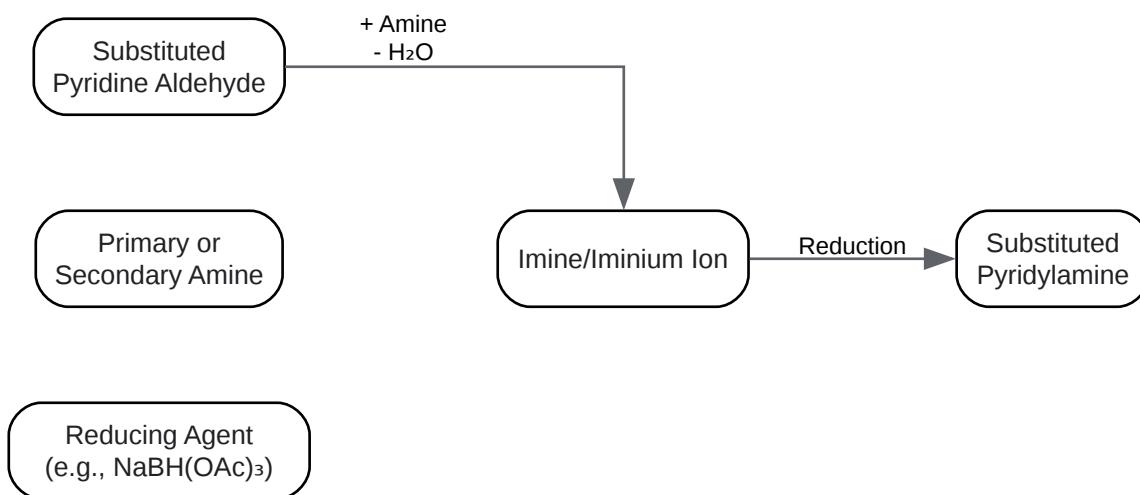 Substituted
Pyridine Aldehyde
+ Amine
- H₂O
Primary or
Secondary Amine
Imine/Iminium Ion
Reduction
Substituted
Pyridylamine
Reducing Agent
(e.g., NaBH(OAc)₃)